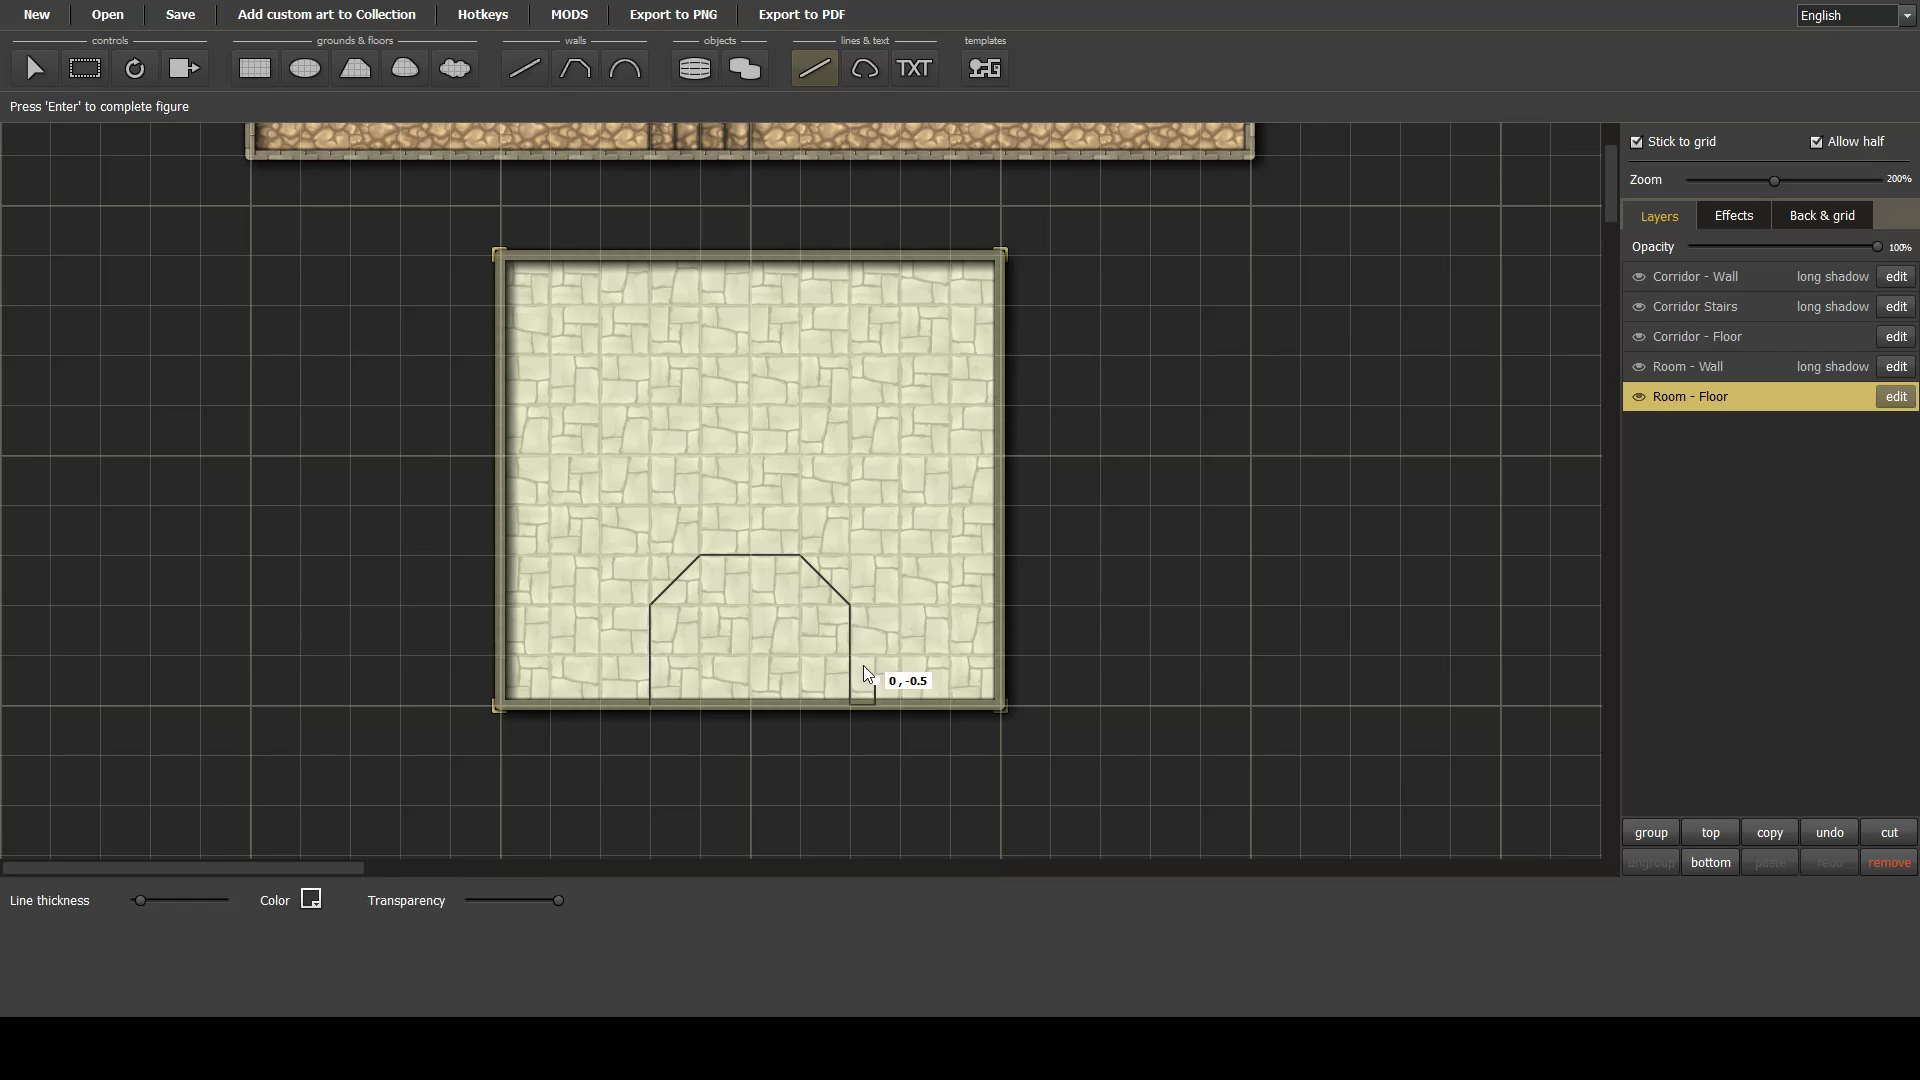 New Open Save Add custom art to Collection Hotkeys MODS Export to PNG Export to PDF English
controls grounds & floors walls objects lines & text templates
TXT
Press 'Enter' to complete figure
Stick to grid Allow half
Zoom 200%
Layers Effects Back & grid
Opacity 100%
Corridor - Wall long shadow edit
Corridor Stairs long shadow edit
Corridor - Floor edit
Room - Wall long shadow edit
Room - Floor edit
0 , -0.5
group top copy undo cut
ungroup bottom paste redo remove
Line thickness Color Transparency